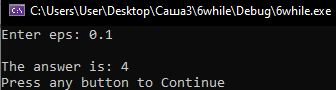 C:\Users\User\Desktop\Саша3\6while\Debug\6while.exe
Enter eps: 0.1
The answer is: 4
Press any button to Continue